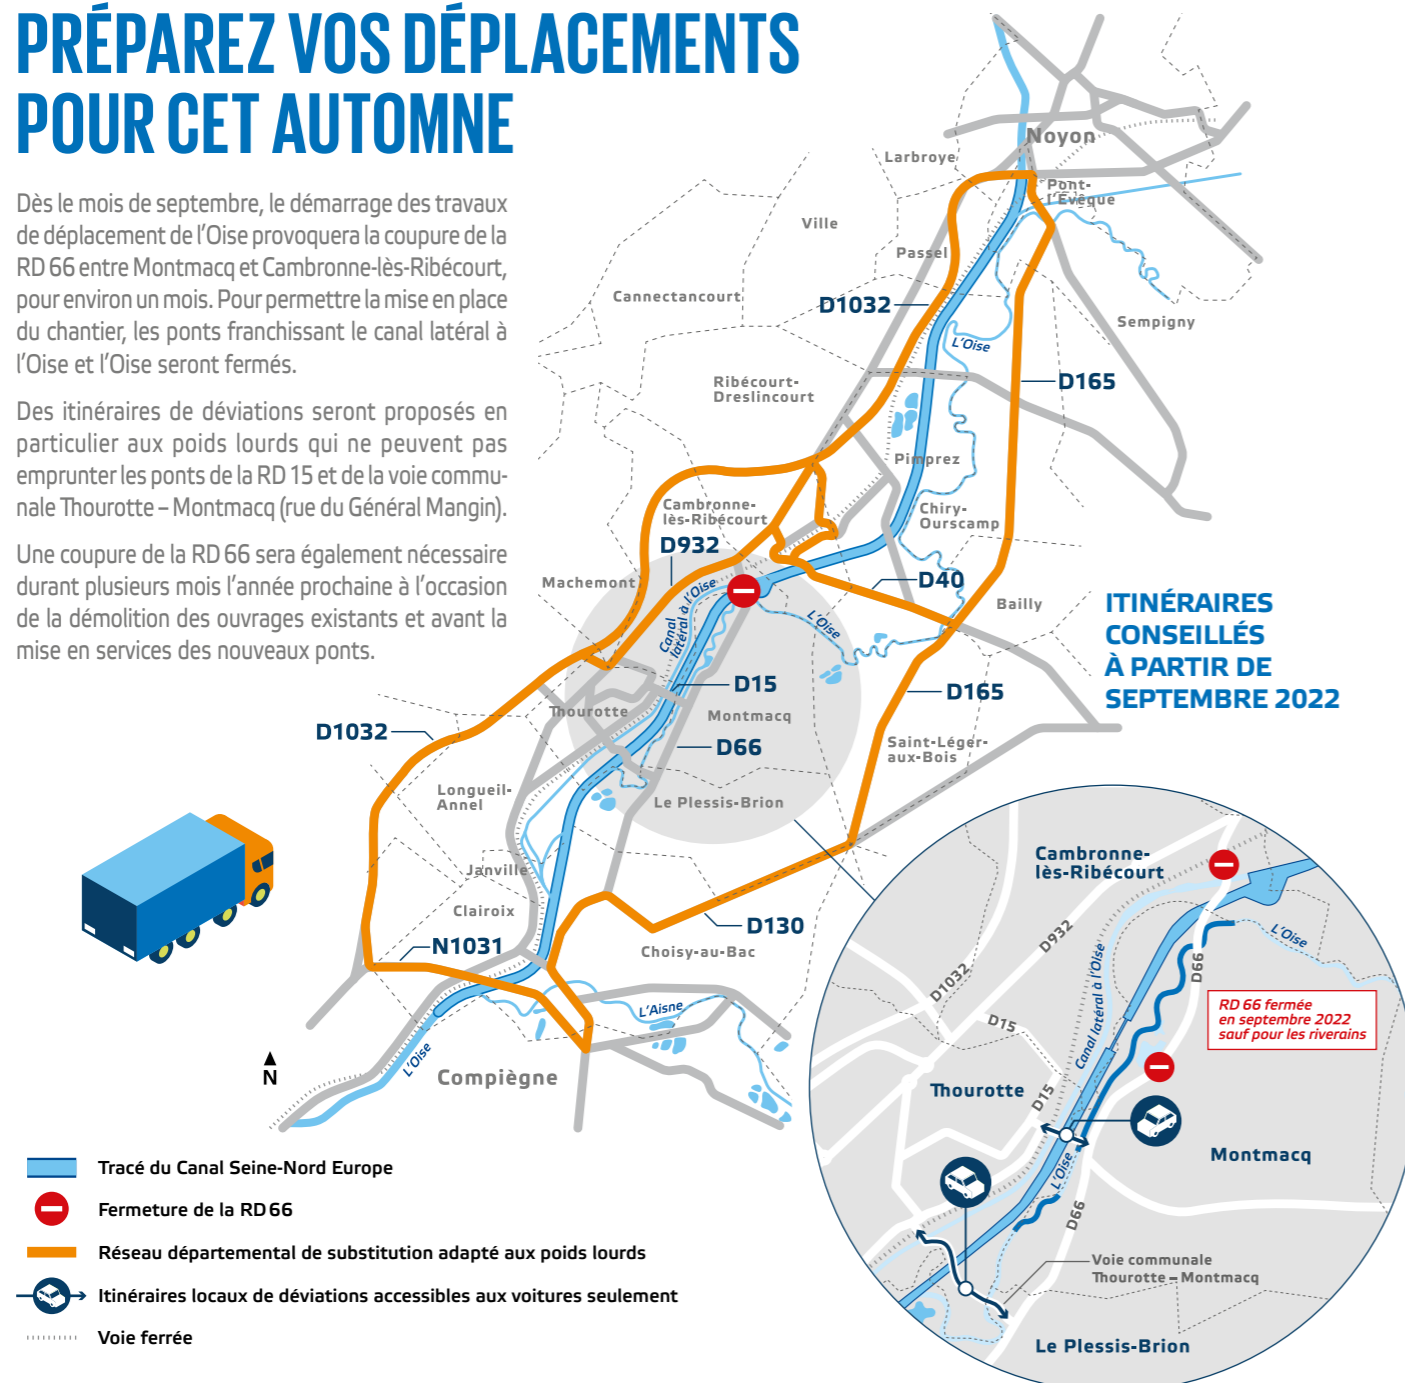 PRÉPAREZ VOS DÉPLACEMENTS
POUR CET AUTOMNE
Dès le mois de septembre, le démarrage des travaux
de déplacement de l'Oise provoquera la coupure de la
RD 66 entre Montmacq et Cambronne-lès-Ribécourt,
pour environ un mois. Pour permettre la mise en place
du chantier, les ponts franchissant le canal latéral à
l'Oise et l'Oise seront fermés.
Des itinéraires de déviations seront proposés en
particulier aux poids lourds qui ne peuvent pas
emprunter les ponts de la RD 15 et de la voie commu-
nale Thourotte – Montmacq (rue du Général Mangin).
Une coupure de la RD 66 sera également nécessaire
durant plusieurs mois l'année prochaine à l'occasion
de la démolition des ouvrages existants et avant la
mise en services des nouveaux ponts.
Noyon
Larbroye
Pont-
l'Évêque
Ville
Passel
Cannectancourt
D1032
Sempigny
L'Oise
Ribécourt-
Dreslincourt
D165
Pimprez
Cambronne-
lès-Ribécourt
Chiry-
Ourscamp
D932
Machemont
D40
Bailly
Canal
latéral à l'Oise
L'Oise
ITINÉRAIRES
CONSEILLÉS
À PARTIR DE
SEPTEMBRE 2022
D15
D165
Thourotte
Montmacq
D1032
D66
Saint-Léger-
aux-Bois
Longueil-
Annel
Le Plessis-Brion
Janville
Clairoix
D130
N1031
Choisy-au-Bac
L'Aisne
L'Oise
Compiègne
N
Cambronne-
lès-Ribécourt
D932
L'Oise
D1032
Canal latéral à l'Oise
D66
D15
RD 66 fermée
en septembre 2022
sauf pour les riverains
Thourotte
D15
Montmacq
L'Oise
D66
Voie communale
Thourotte – Montmacq
Le Plessis-Brion
Tracé du Canal Seine-Nord Europe
Fermeture de la RD 66
Réseau départemental de substitution adapté aux poids lourds
Itinéraires locaux de déviations accessibles aux voitures seulement
Voie ferrée